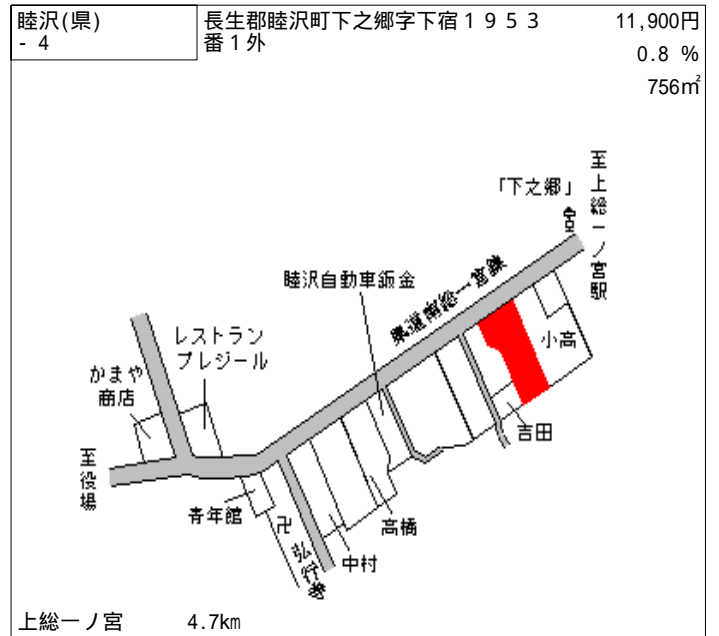 睦沢(県)
- 4
長生郡睦沢町下之郷字下宿１９５３
番１外
11,900円
0.8 %
756㎡
至上総一ノ宮駅
「下之郷」
県道南総一宮線
睦沢自動車鈑金
小高
吉田
レストラン
プレジール
かまや
商店
至役場
青年館
卍 弘行寺
中村
高橋
上総一ノ宮 4.7km